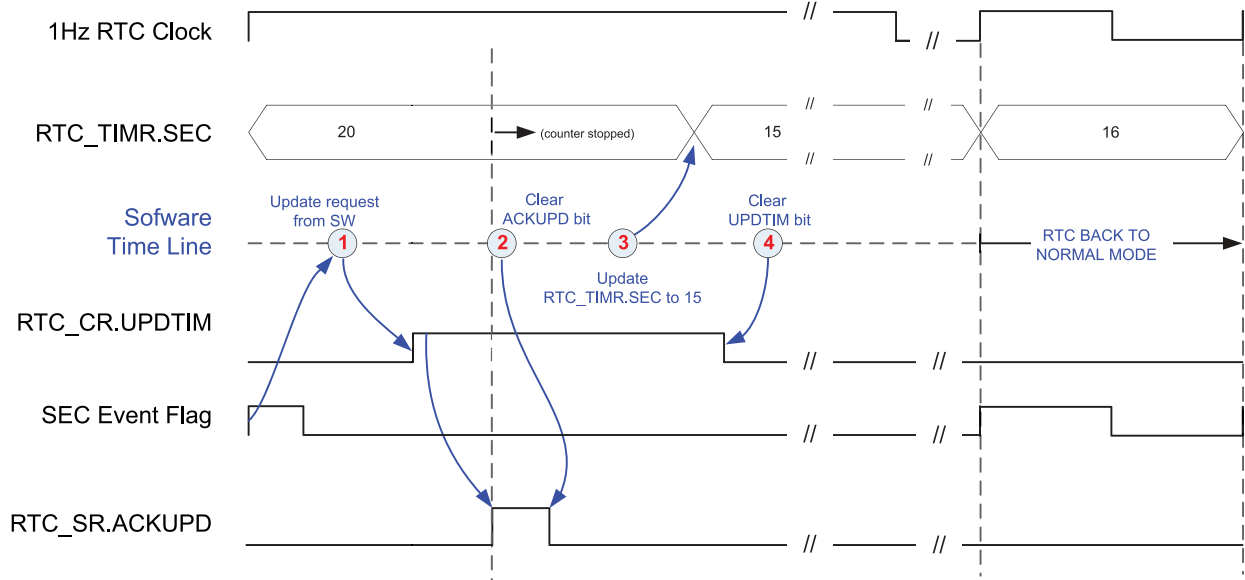 1Hz RTC Clock
//
//
RTC_TIMR.SEC
20
(counter stopped)
//
//
15
//
//
16
Sofware
Time Line
Update request
from SW
1
Clear
ACKUPD bit
2
3
Update
RTC_TIMR.SEC to 15
Clear
UPDTIM bit
4
RTC BACK TO
NORMAL MODE
RTC_CR.UPDTIM
//
//
SEC Event Flag
//
//
RTC_SR.ACKUPD
//
//